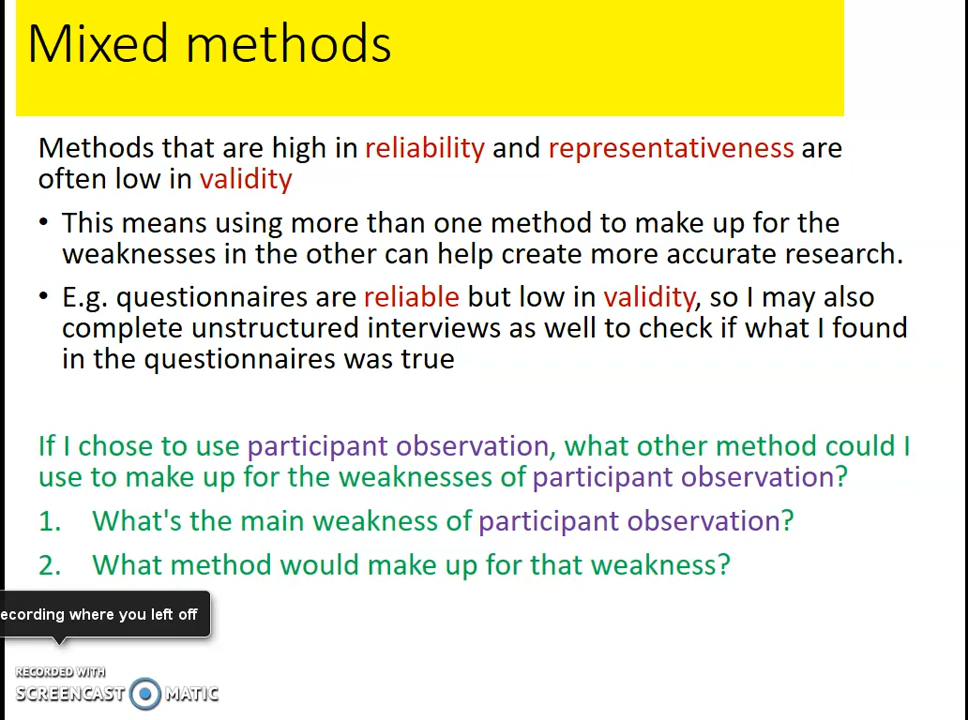 Mixed methods
Methods that are high in reliability and representativeness are
often low in validity
• This means using more than one method to make up for the
weaknesses in the other can help create more accurate research.
• E.g. questionnaires are reliable but low in validity, so I may also
complete unstructured interviews as well to check if what I found
in the questionnaires was true
If I chose to use participant observation, what other method could I
use to make up for the weaknesses of participant observation?
1. What's the main weakness of participant observation?
2. What method would make up for that weakness?
ecording where you left off
RECORDED WITH
SCREENCAST MATIC